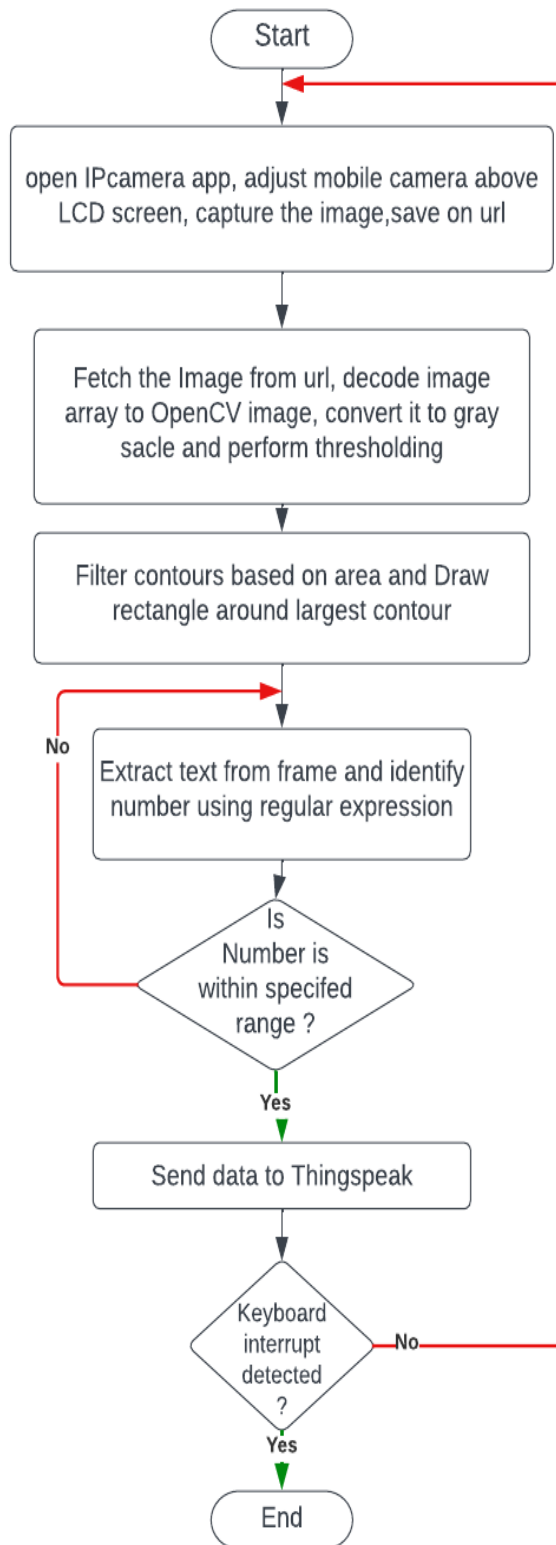 Start
open IPcamera app, adjust mobile camera above
LCD screen, capture the image,save on url
Fetch the Image from url, decode image
array to OpenCV image, convert it to gray
sacle and perform thresholding
Filter contours based on area and Draw
rectangle around largest contour
No
Extract text from frame and identify
number using regular expression
Is
Number is
within specifed
range ?
Yes
Send data to Thingspeak
Keyboard
interrupt
detected
?
No
Yes
End